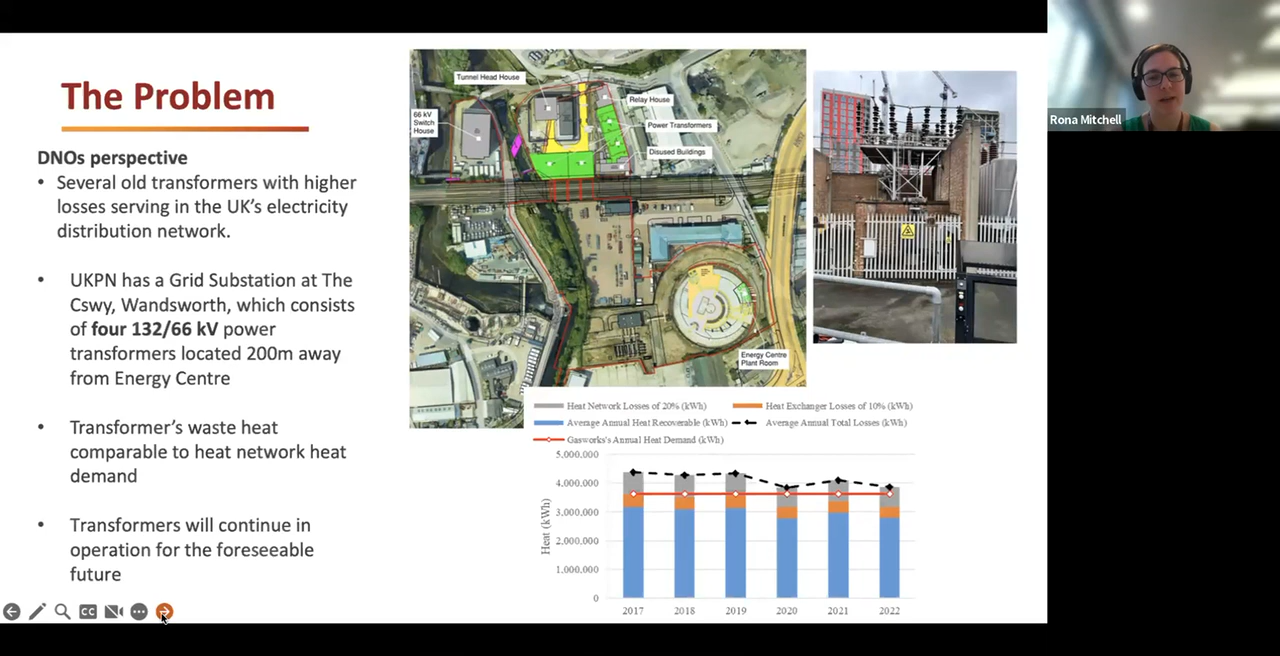 The Problem
DNOs perspective
• Several old transformers with higher
losses serving in the UK's electricity
distribution network.
• UKPN has a Grid Substation at The
Cswy, Wandsworth, which consists
of four 132/66 kV power
transformers located 200m away
from Energy Centre
• Transformer's waste heat
comparable to heat network heat
demand
• Transformers will continue in
operation for the foreseeable
future
Tunnel Head House
66 kV
Switch
House
Relay House
Power Transformers
Disused Buildings
Energy Centre
Plant Room
Heat Network Losses of 20% (kWh)
Heat Exchanger Losses of 10% (kWh)
Average Annual Heat Recoverable (kWh)
Average Annual Total Losses (kWh)
Gasworks's Annual Heat Demand (kWh)
Heat (kWh)
5,000,000
4,000,000
3,000,000
2,000,000
1,000,000
0
2017 2018 2019 2020 2021 2022
Rona Mitchell
CC